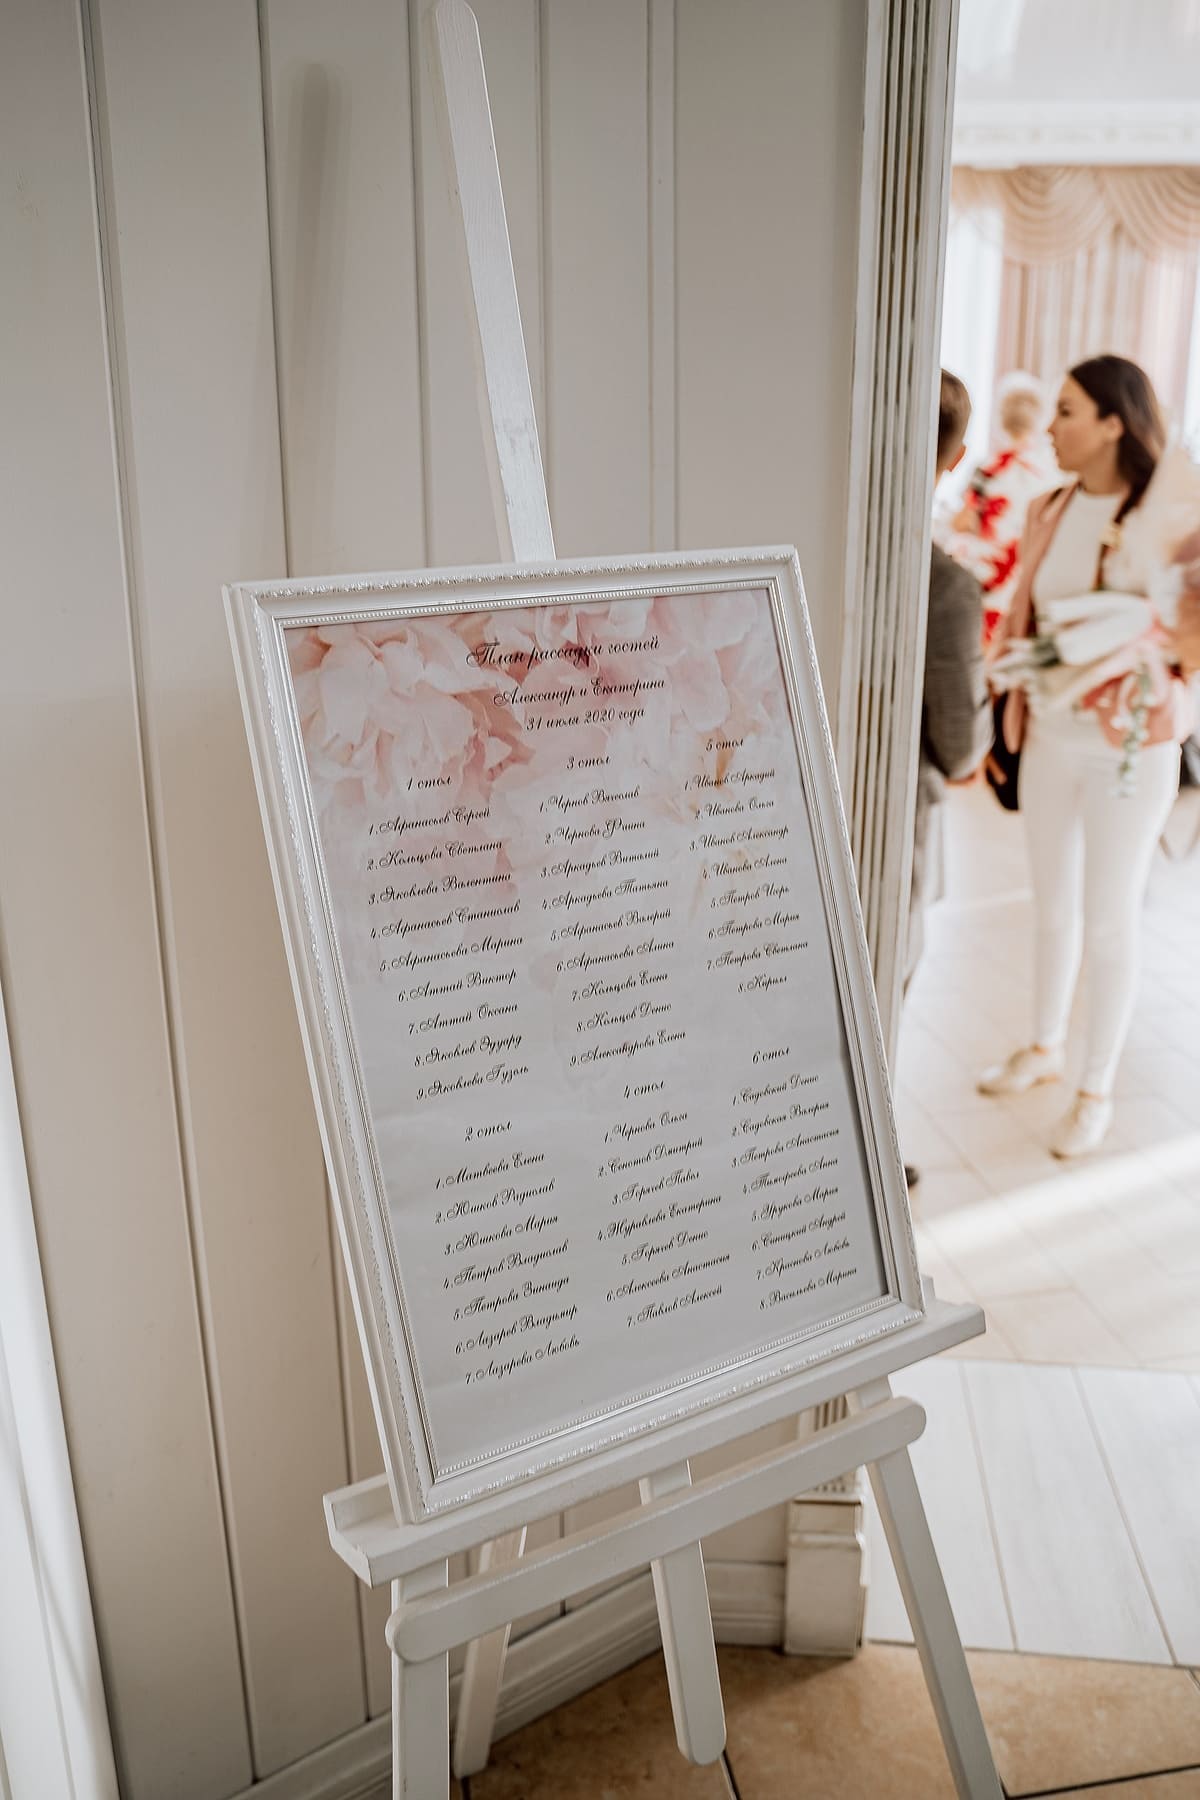 План рассадки гостей
Александр и Екатерина
31 июля 2020 года
1 стол
1. Афанасьев Сергей
2. Кольцова Светлана
3. Яковлева Валентина
4. Афанасьев Станислав
5. Афанасьева Марина
6. Аттай Виктор
7. Аттай Оксана
8. Яковлев Эдуард
9. Яковлева Гузель
2 стол
1. Матвеева Елена
2. Юшков Радислав
3. Юшкова Мария
4. Петров Владислав
5. Петрова Зинаида
6. Лазарев Владимир
7. Лазарева Любовь
3 стол
1. Чернов Вячеслав
2. Чернова Фаина
3. Аркадьев Виталий
4. Аркадьева Татьяна
5. Афанасьев Валерий
6. Афанасьева Алина
7. Кольцова Елена
8. Кольцов Денис
9. Александрова Елена
4 стол
1. Чернова Ольга
2. Сенотов Дмитрий
3. Горячев Павел
4. Журавлева Екатерина
5. Горячев Денис
6. Алексеева Анастасия
7. Павлов Алексей
5 стол
1. Иванов Аркадий
2. Иванова Ольга
3. Иванов Александр
4. Иванова Алена
5. Петров Игорь
6. Петрова Мария
7. Петрова Светлана
8. Кирилл
6 стол
1. Садовский Денис
2. Садовская Валерия
3. Петрова Анастасия
4. Тимофеева Анна
5. Урукова Мария
6. Синицкий Андрей
7. Краснова Любовь
8. Васильева Марина